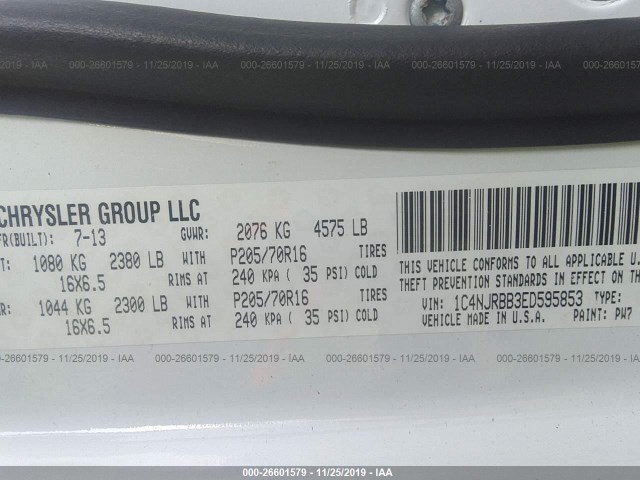 000-26601579 - 11/25/2019 - IAA
CHRYSLER GROUP LLC
FR(BUILT): 7-13 GVWR: 2076 KG 4575 LB
T: 1080 KG 2380 LB WITH P205/70R16 TIRES
16X6.5 RIMS AT 240 KPA ( 35 PSI) COLD
R: 1044 KG 2300 LB WITH P205/70R16 TIRES
16X6.5 RIMS AT 240 KPA ( 35 PSI) COLD
THIS VEHICLE CONFORMS TO ALL APPLICABLE U.
THEFT PREVENTION STANDARDS IN EFFECT ON THE
VIN: 1C4NJRBB3ED595853 TYPE:
VEHICLE MADE IN U.S.A. PAINT: PW7
000-26601579 - 11/25/2019 - IAA
000-26601579 - 11/25/2019 - IAA